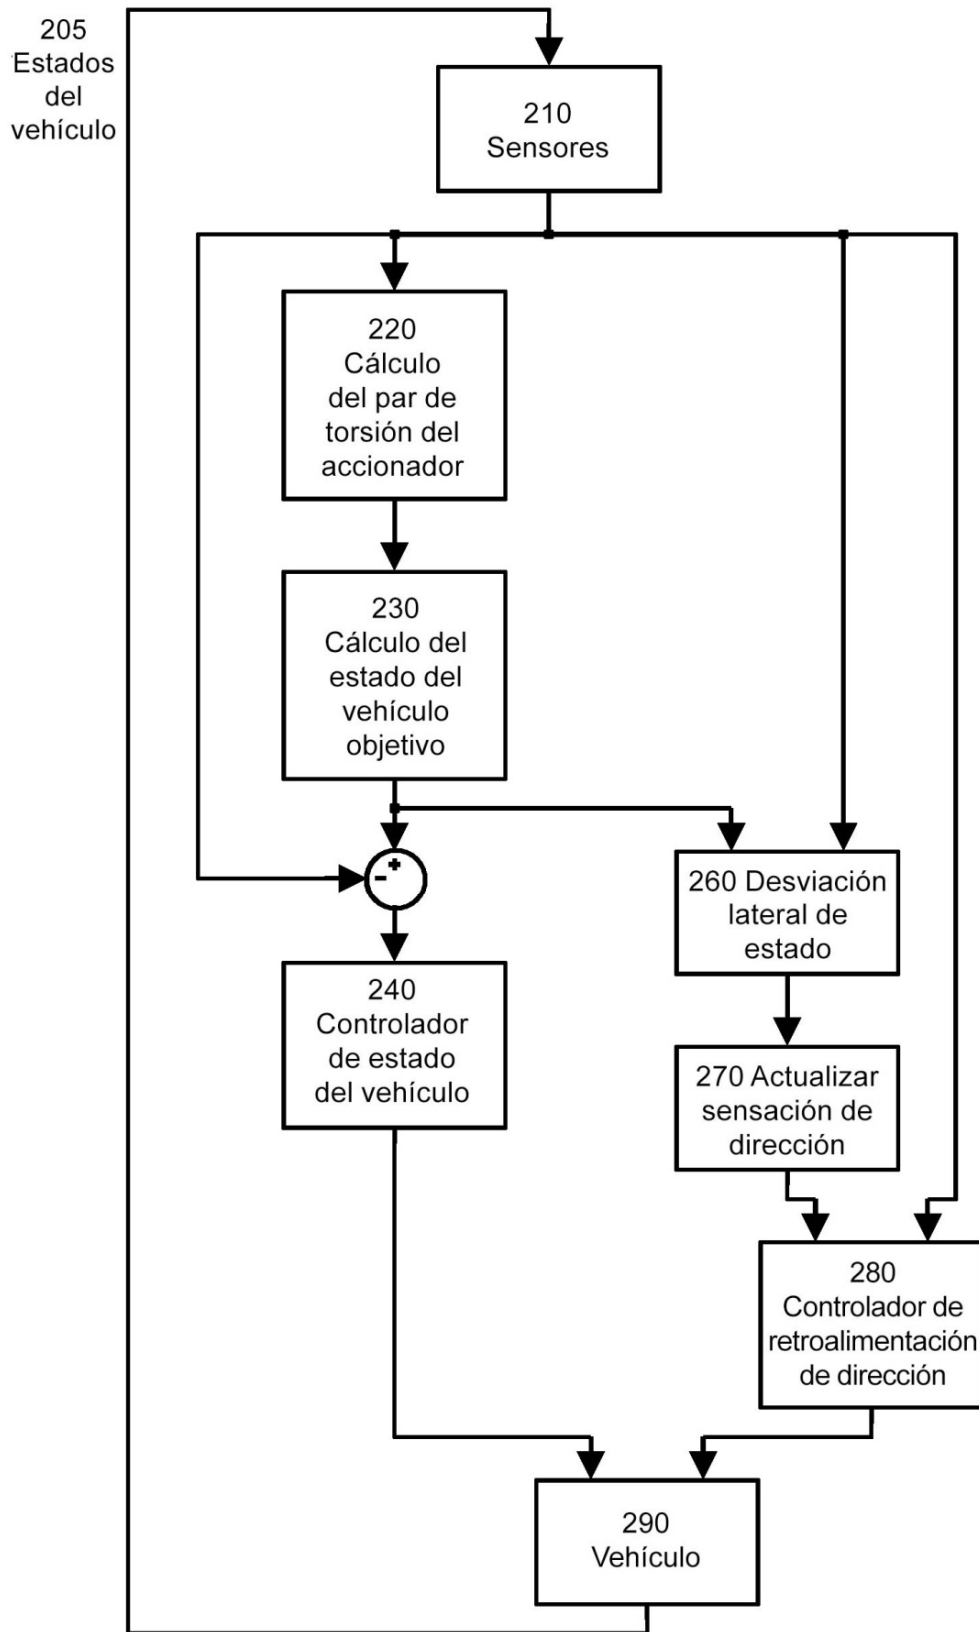 205
Estados
del
vehículo
210
Sensores
220
Cálculo
del par de
torsión del
accionador
230
Cálculo del
estado del
vehículo
objetivo
- +
260 Desviación
lateral de
estado
240
Controlador
de estado
del vehículo
270 Actualizar
sensación de
dirección
280
Controlador de
retroalimentación
de dirección
290
Vehículo